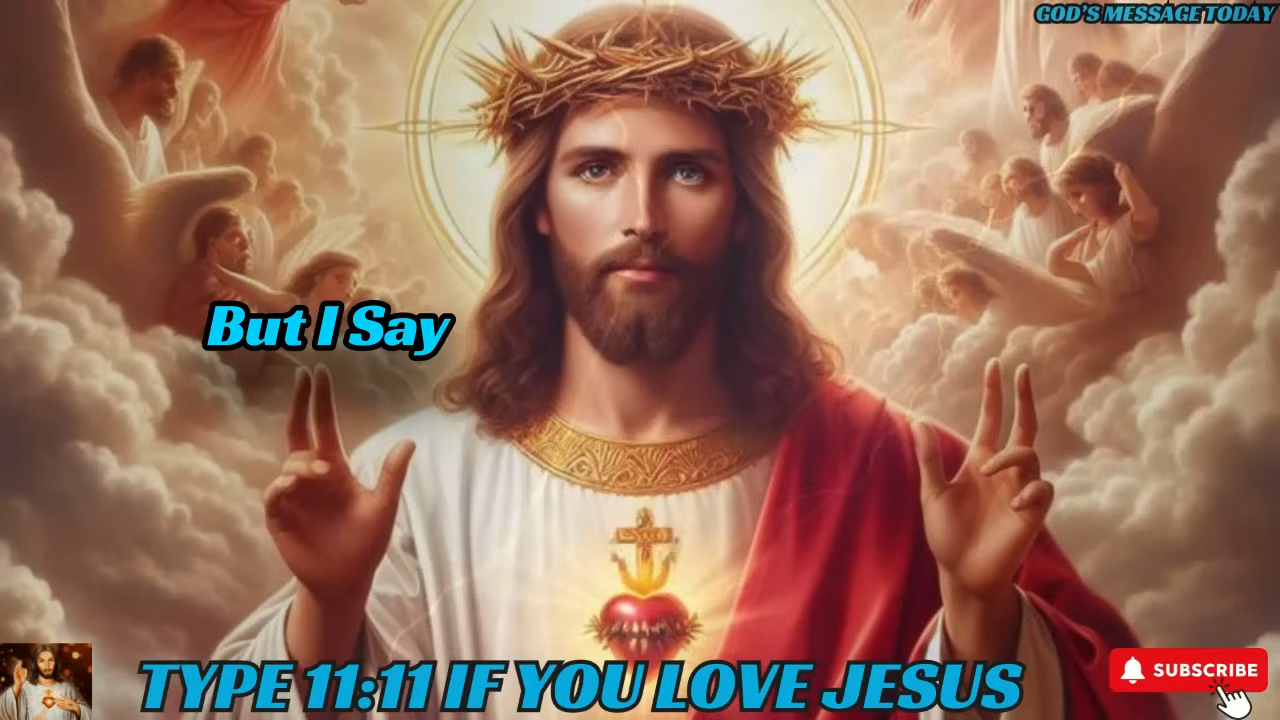 GOD'S MESSAGE TODAY
But I Say
TYPE 11:11 IF YOU LOVE JESUS
SUBSCRIBE